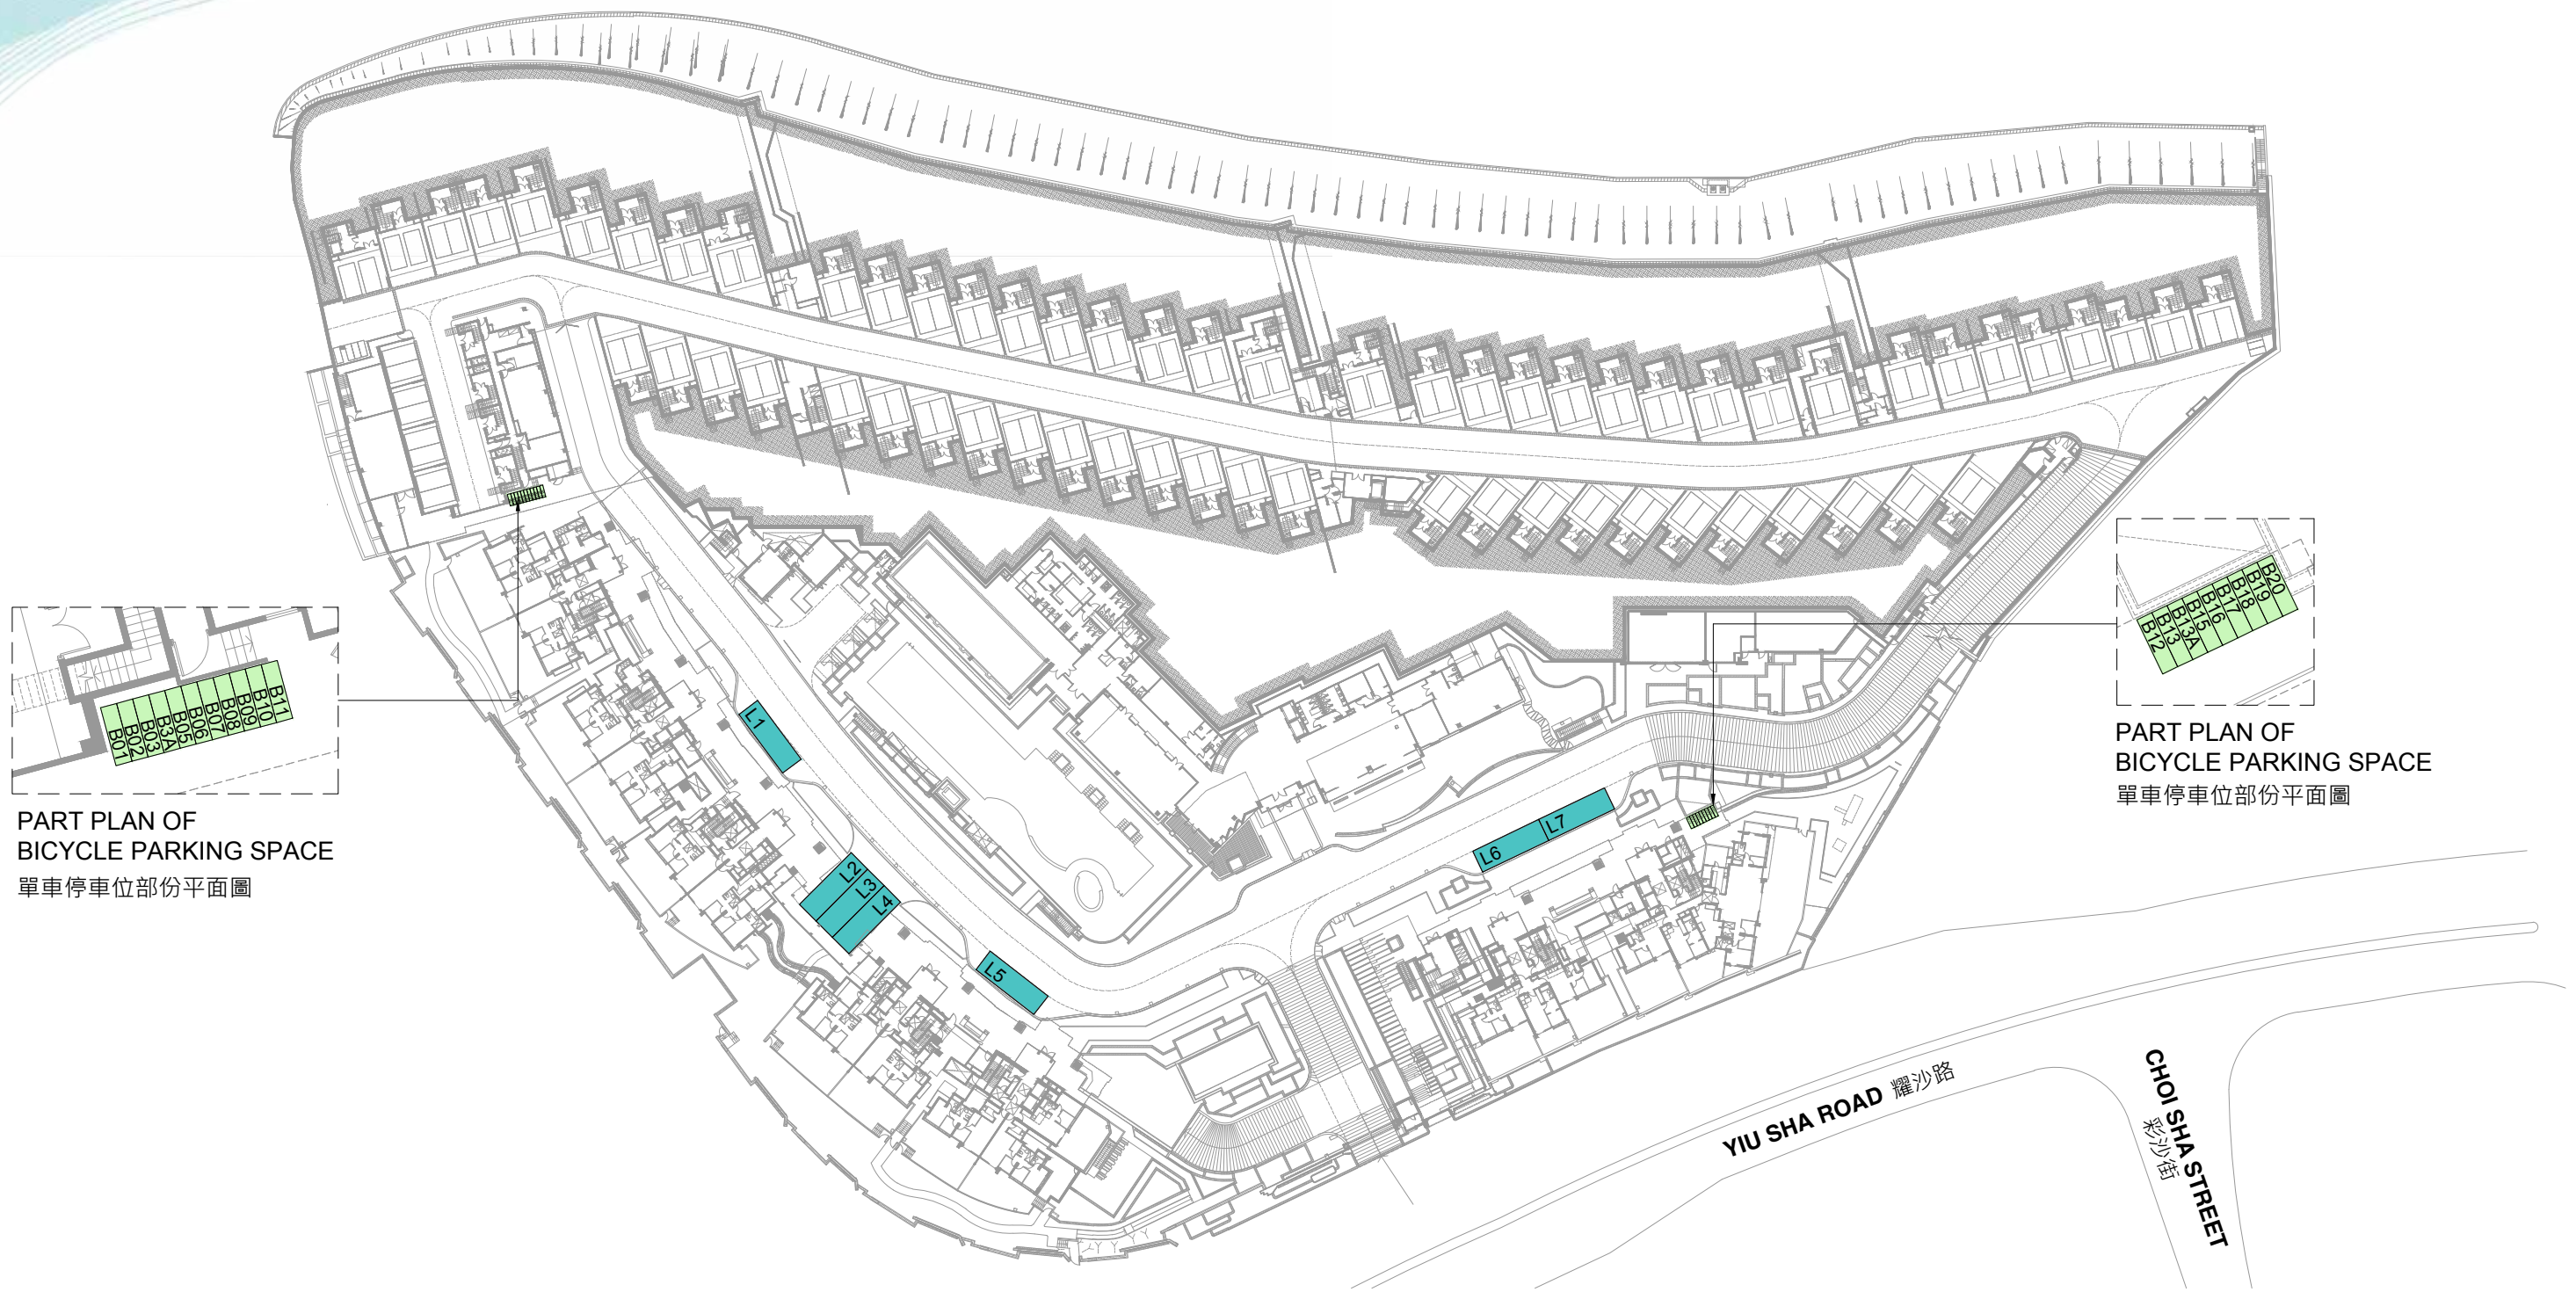 B01
B02
B03
B3A
B05
B06
B07
B08
B09
B10
B11
PART PLAN OF
BICYCLE PARKING SPACE
單車停車位部份平面圖
L1
L2
L3
L4
L5
L6
L7
B12
B13
B13A
B15
B16
B17
B18
B19
B20
PART PLAN OF
BICYCLE PARKING SPACE
單車停車位部份平面圖
YIU SHA ROAD 耀沙路
CHOI SHA STREET
彩沙街